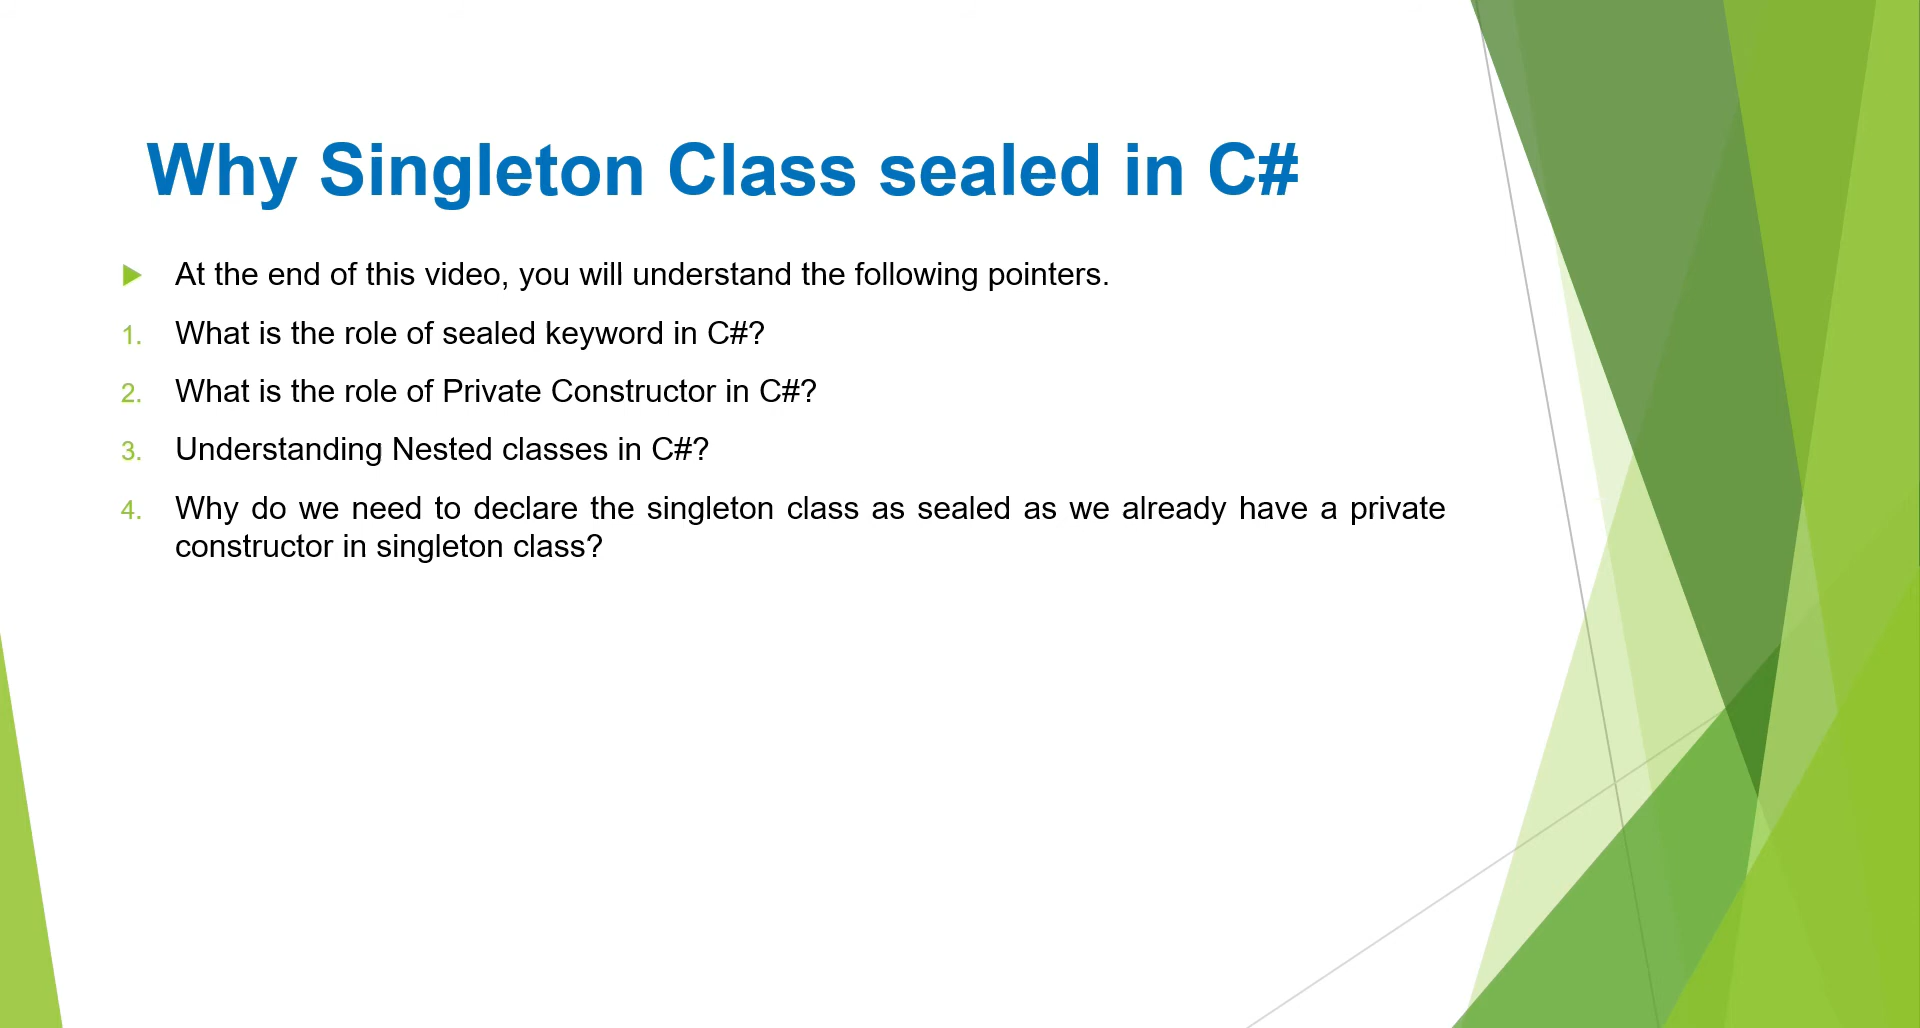 Why Singleton Class sealed in C#
At the end of this video, you will understand the following pointers.
1. What is the role of sealed keyword in C#?
2. What is the role of Private Constructor in C#?
3. Understanding Nested classes in C#?
4. Why do we need to declare the singleton class as sealed as we already have a private
constructor in singleton class?